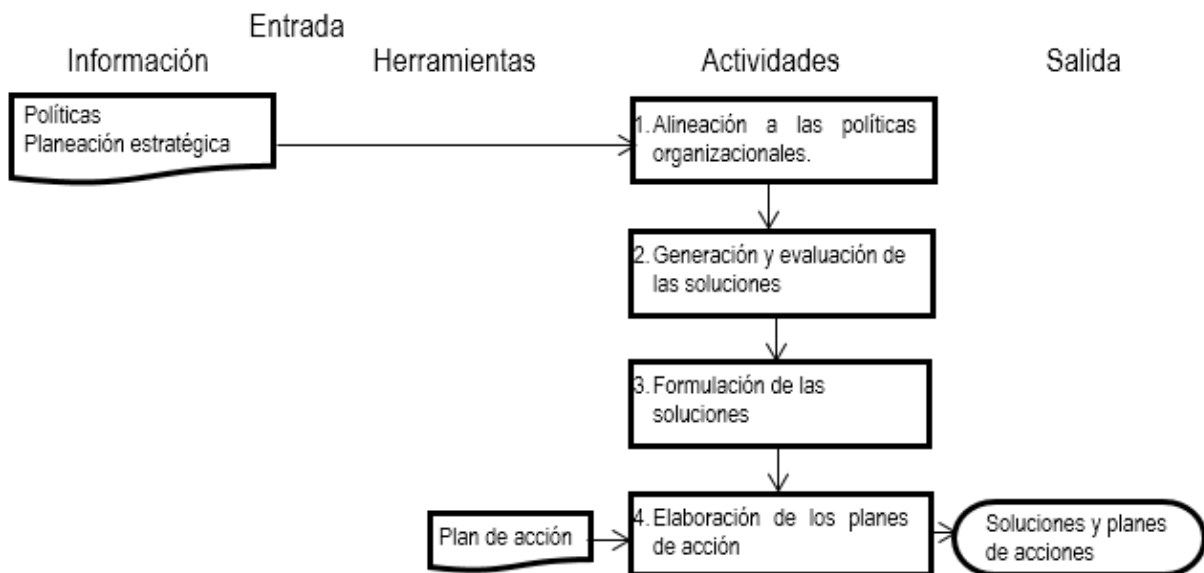 Entrada
Información Herramientas Actividades Salida
Políticas
Planeación estratégica
1. Alineación a las políticas
organizacionales.
2. Generación y evaluación de
las soluciones
3. Formulación de las
soluciones
Plan de acción
4. Elaboración de los planes
de acción
Soluciones y planes
de acciones